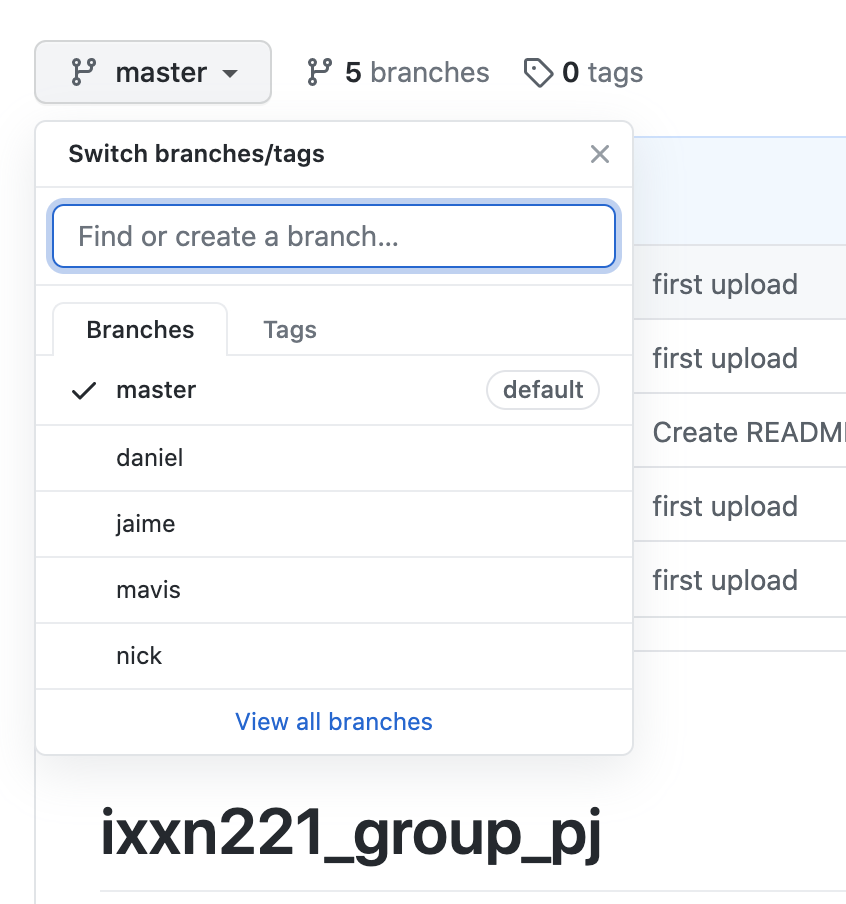 master 5 branches 0 tags
Switch branches/tags
Find or create a branch...
Branches Tags
master default
daniel
jaime
mavis
nick
View all branches
first upload
first upload
Create READM
first upload
first upload
ixxn221_group_pj